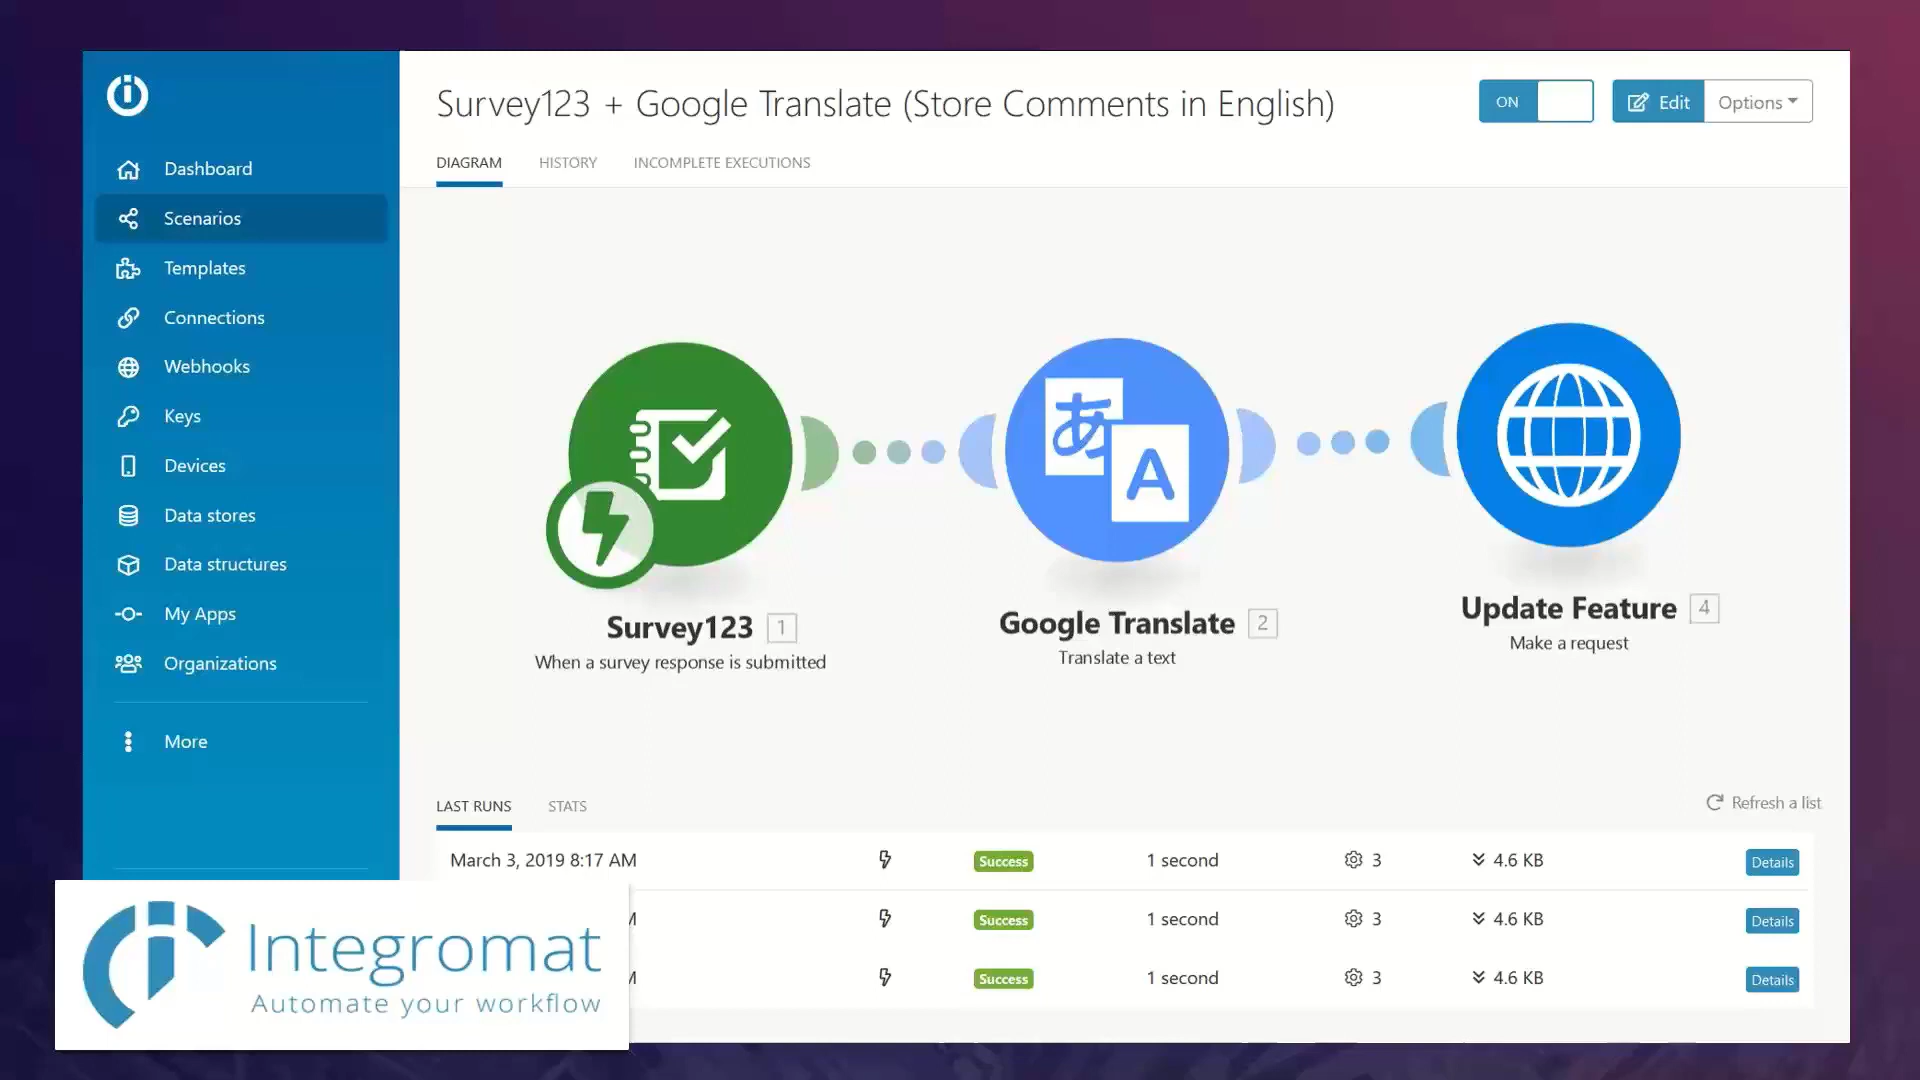 Survey123 + Google Translate (Store Comments in English)
ON
Edit
Options
DIAGRAM
HISTORY
INCOMPLETE EXECUTIONS
Dashboard
Scenarios
Templates
Connections
Webhooks
Keys
Devices
Data stores
Data structures
My Apps
Organizations
More
あ
A
Survey123 1
When a survey response is submitted
Google Translate 2
Translate a text
Update Feature 4
Make a request
LAST RUNS
STATS
Refresh a list
March 3, 2019 8:17 AM Success 1 second 3 4.6 KB Details
Success 1 second 3 4.6 KB Details
Success 1 second 3 4.6 KB Details
Integromat
Automate your workflow